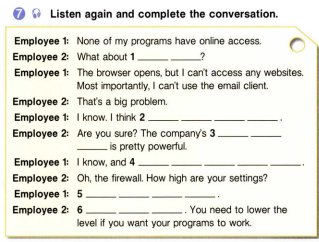 7 Listen again and complete the conversation.
Employee 1: None of my programs have online access.
Employee 2: What about 1 ______ ______?
Employee 1: The browser opens, but I can't access any websites.
Most importantly, I can't use the email client.
Employee 2: That's a big problem.
Employee 1: I know. I think 2 ______ ______ ______ ______ .
Employee 2: Are you sure? The company's 3 ______ ______
______ is pretty powerful.
Employee 1: I know, and 4 ______ ______ ______ ______ ______.
Employee 2: Oh, the firewall. How high are your settings?
Employee 1: 5 ______ ______ ______ ______ .
Employee 2: 6 ______ ______ ______ . You need to lower the
level if you want your programs to work.